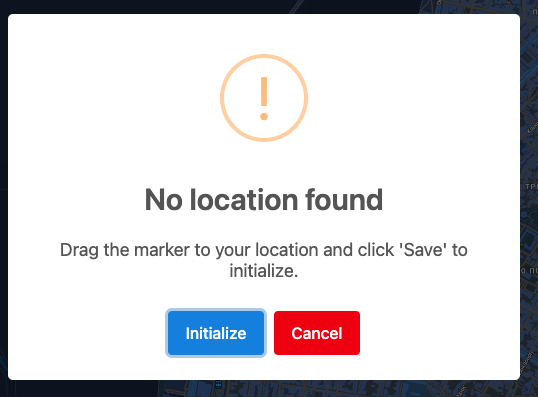 No location found
Drag the marker to your location and click 'Save' to
initialize.
Initialize
Cancel